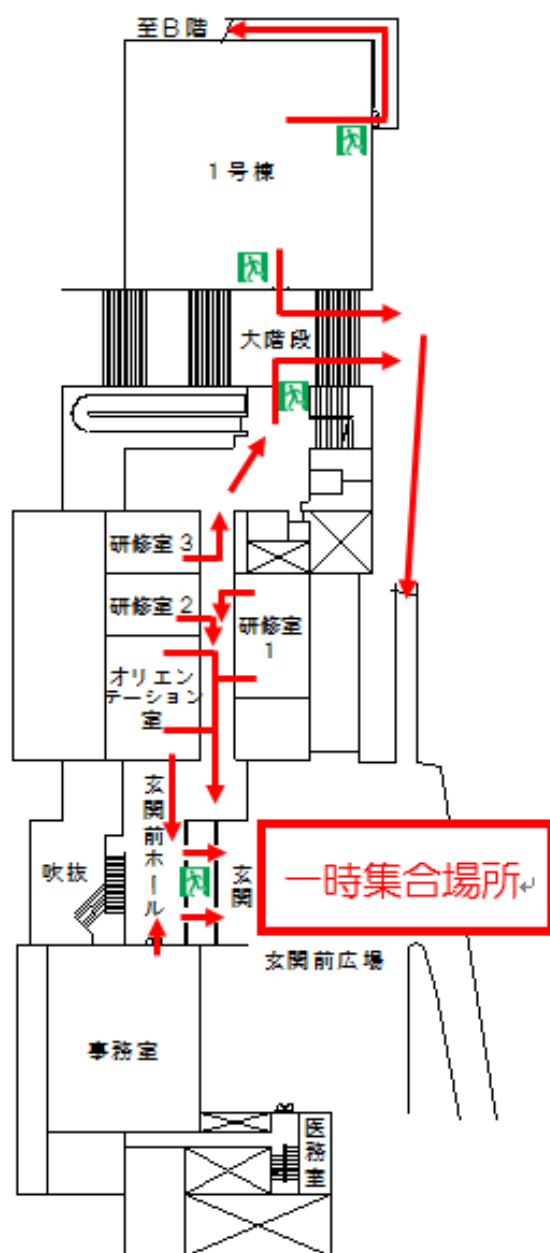 至B階
1号棟
大階段
研修室3
研修室2
研修室
1
オリエン
テーション
室
玄関前ホール
吹抜
玄関
一時集合場所
玄関前広場
事務室
医務室